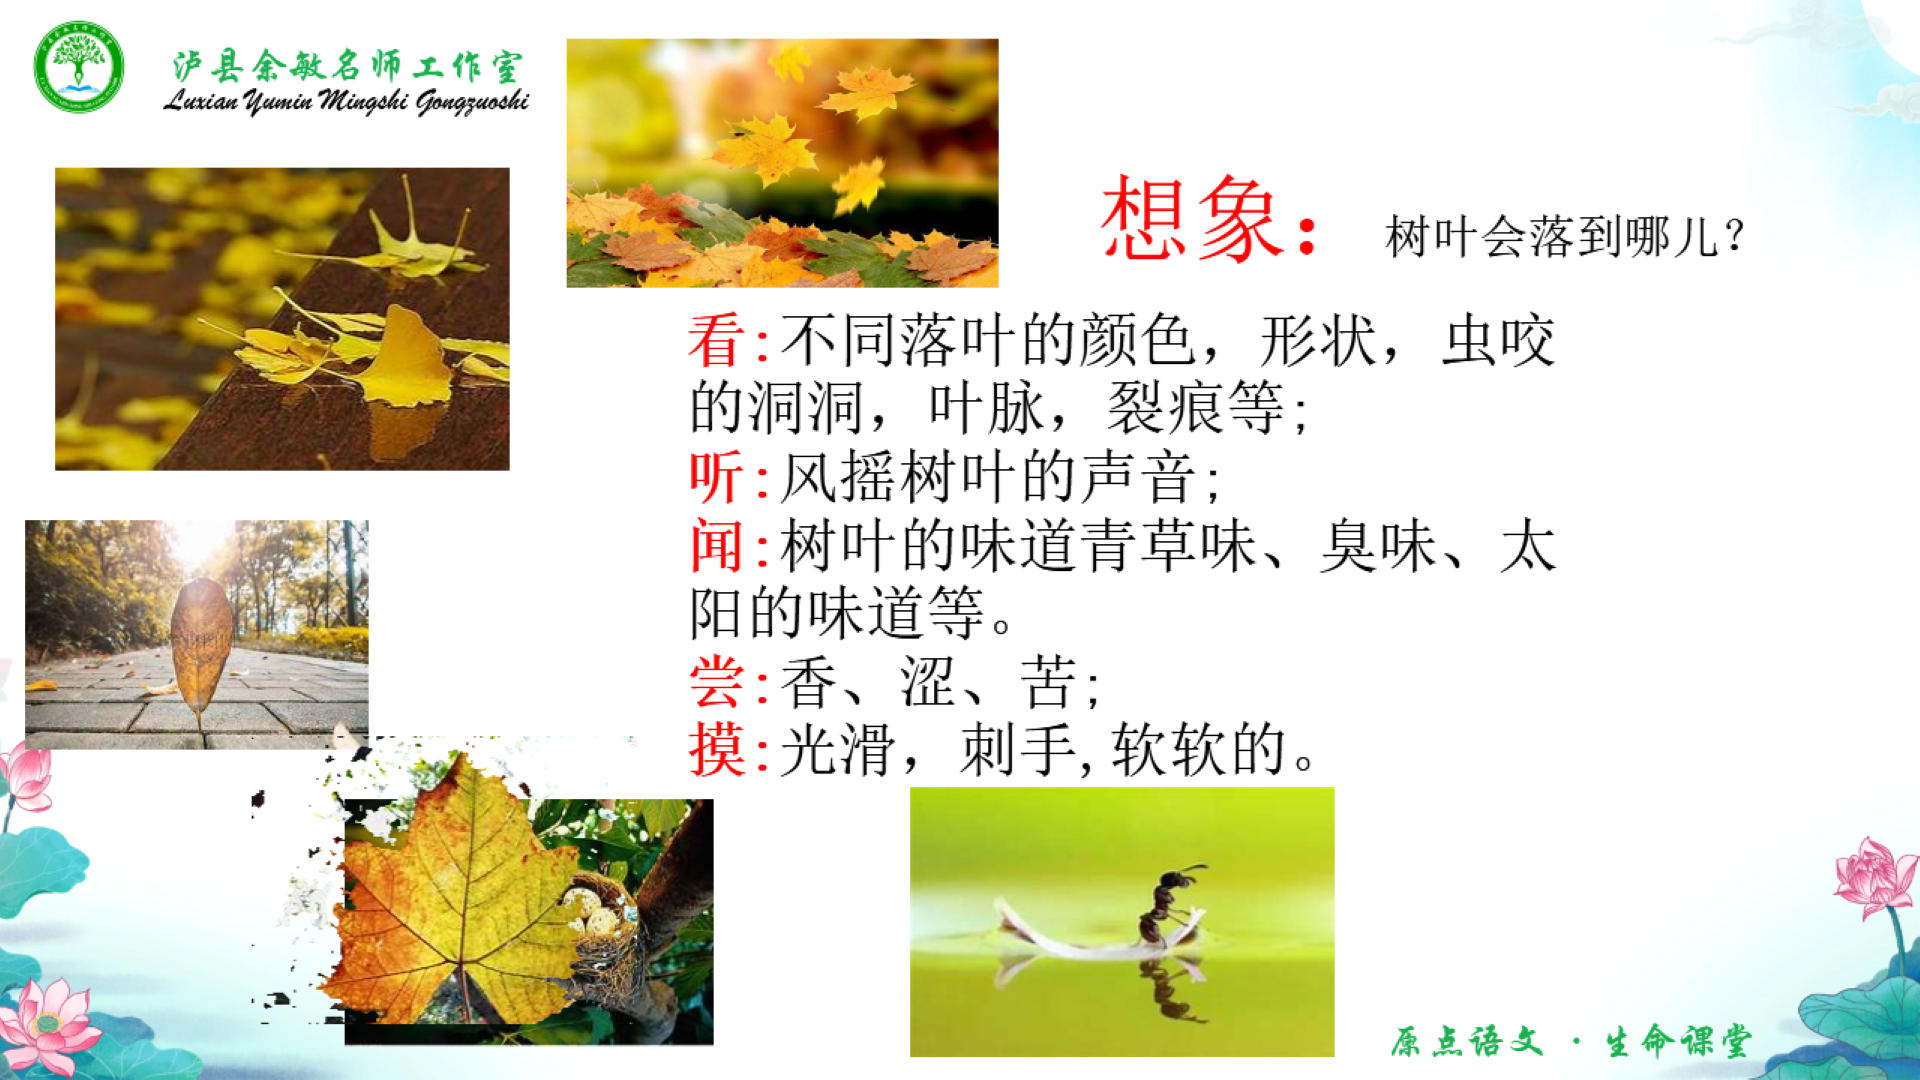 泸县余敏名师工作室
Luxian Yumin Mingshi Gongzuoshi
想象：树叶会落到哪儿？
看:不同落叶的颜色，形状，虫咬
的洞洞，叶脉，裂痕等;
听:风摇树叶的声音;
闻:树叶的味道青草味、臭味、太
阳的味道等。
尝:香、涩、苦;
摸:光滑，刺手,软软的。
原点语文·生命课堂